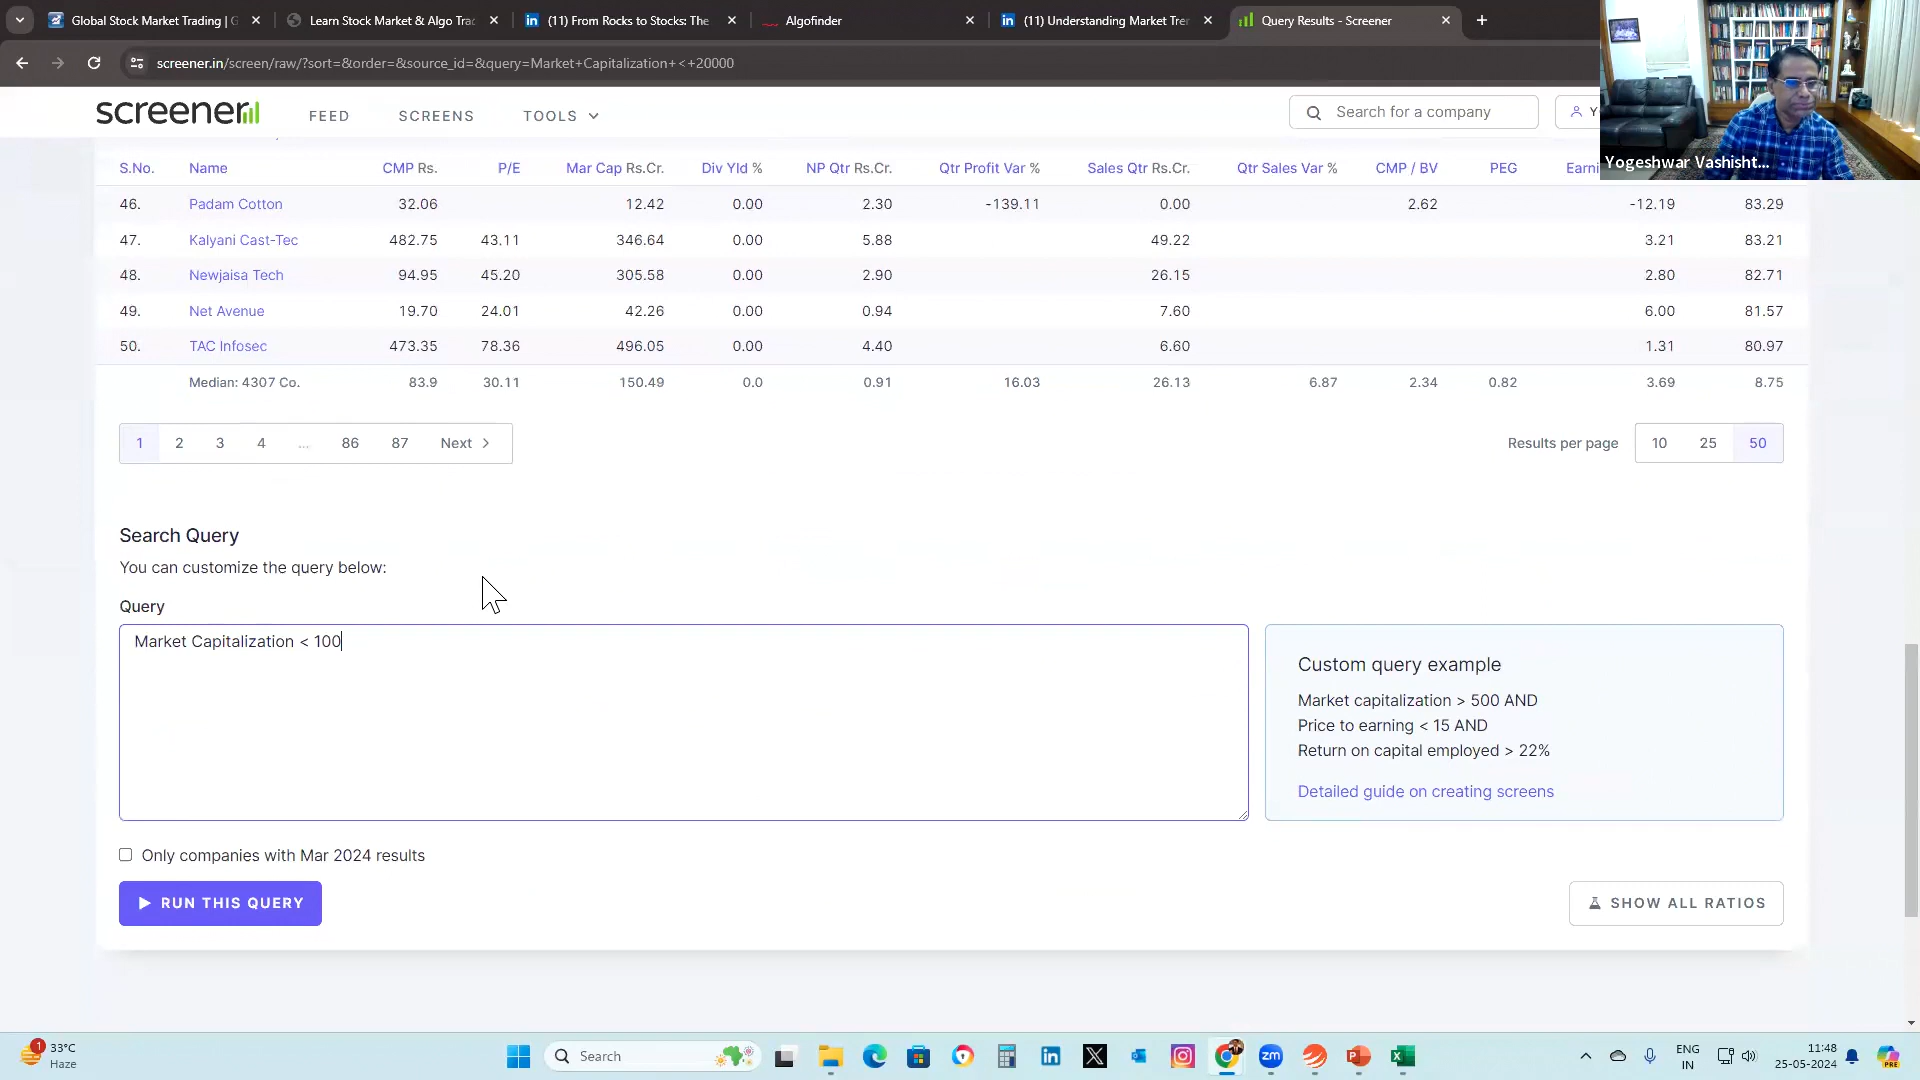 Global Stock Market Trading | G
Learn Stock Market & Algo Trad
(11) From Rocks to Stocks: The
Algofinder
(11) Understanding Market Tren
Query Results - Screener
screener.in/screen/raw/?sort=&order=&source_id=&query=Market+Capitalization+<+20000
screener
FEED
SCREENS
TOOLS
Search for a company
Y
Yogeshwar Vashisht...
S.No. Name CMP Rs. P/E Mar Cap Rs.Cr. Div Yld % NP Qtr Rs.Cr. Qtr Profit Var % Sales Qtr Rs.Cr. Qtr Sales Var % CMP / BV PEG Earni
46. Padam Cotton 32.06 12.42 0.00 2.30 -139.11 0.00 2.62 -12.19 83.29
47. Kalyani Cast-Tec 482.75 43.11 346.64 0.00 5.88 49.22 3.21 83.21
48. Newjaisa Tech 94.95 45.20 305.58 0.00 2.90 26.15 2.80 82.71
49. Net Avenue 19.70 24.01 42.26 0.00 0.94 7.60 6.00 81.57
50. TAC Infosec 473.35 78.36 496.05 0.00 4.40 6.60 1.31 80.97
Median: 4307 Co. 83.9 30.11 150.49 0.0 0.91 16.03 26.13 6.87 2.34 0.82 3.69 8.75
1 2 3 4 ... 86 87 Next
Results per page 10 25 50
Search Query
You can customize the query below:
Query
Market Capitalization < 100
Custom query example
Market capitalization > 500 AND
Price to earning < 15 AND
Return on capital employed > 22%
Detailed guide on creating screens
Only companies with Mar 2024 results
RUN THIS QUERY
SHOW ALL RATIOS
1
33°C
Haze
Search
zm
ENG
IN
11:48
25-05-2024
PRE